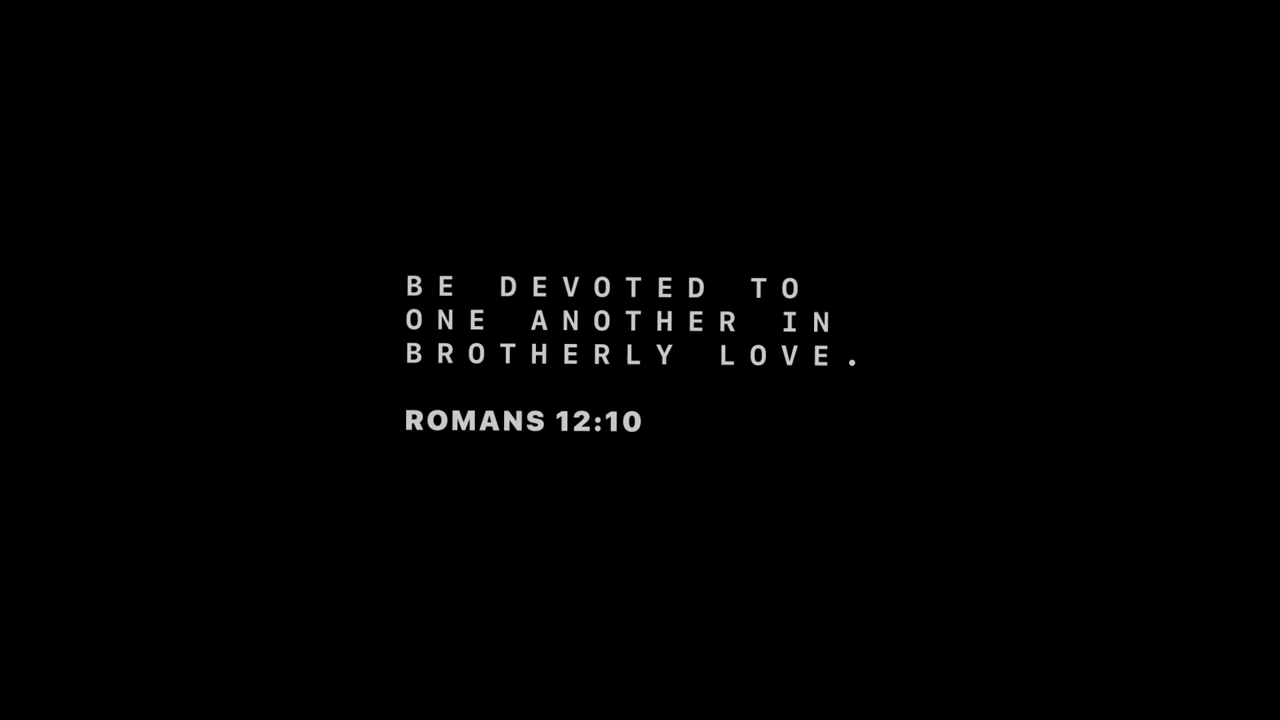 BE DEVOTED TO
ONE ANOTHER IN
BROTHERLY LOVE.
ROMANS 12:10